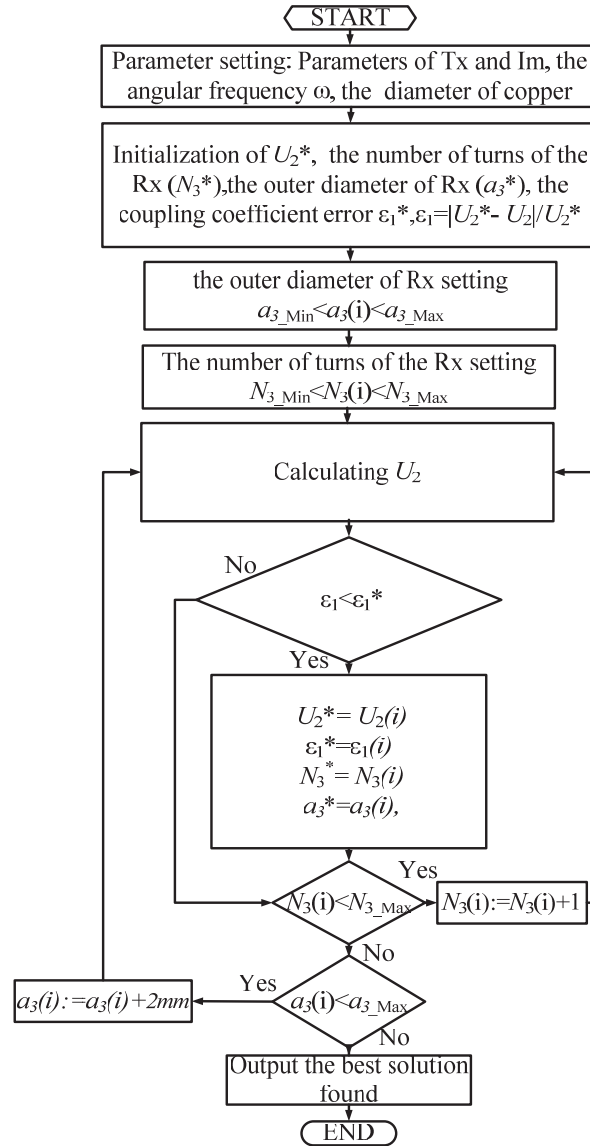 START
Parameter setting: Parameters of Tx and Im, the
angular frequency ω, the diameter of copper
Initialization of U₂*, the number of turns of the
Rx (N₃*),the outer diameter of Rx (a₃*), the
coupling coefficient error ε₁*,ε₁=|U₂*- U₂|/U₂*
the outer diameter of Rx setting
a₃_Min<a₃(i)<a₃_Max
The number of turns of the Rx setting
N₃_Min<N₃(i)<N₃_Max
Calculating U₂
No
ε₁<ε₁*
Yes
U₂*= U₂(i)
ε₁*=ε₁(i)
N₃*= N₃(i)
a₃*=a₃(i),
N₃(i)<N₃_Max
Yes
N₃(i):=N₃(i)+1
No
a₃(i)<a₃_Max
Yes
a₃(i):=a₃(i)+2mm
No
Output the best solution
found
END